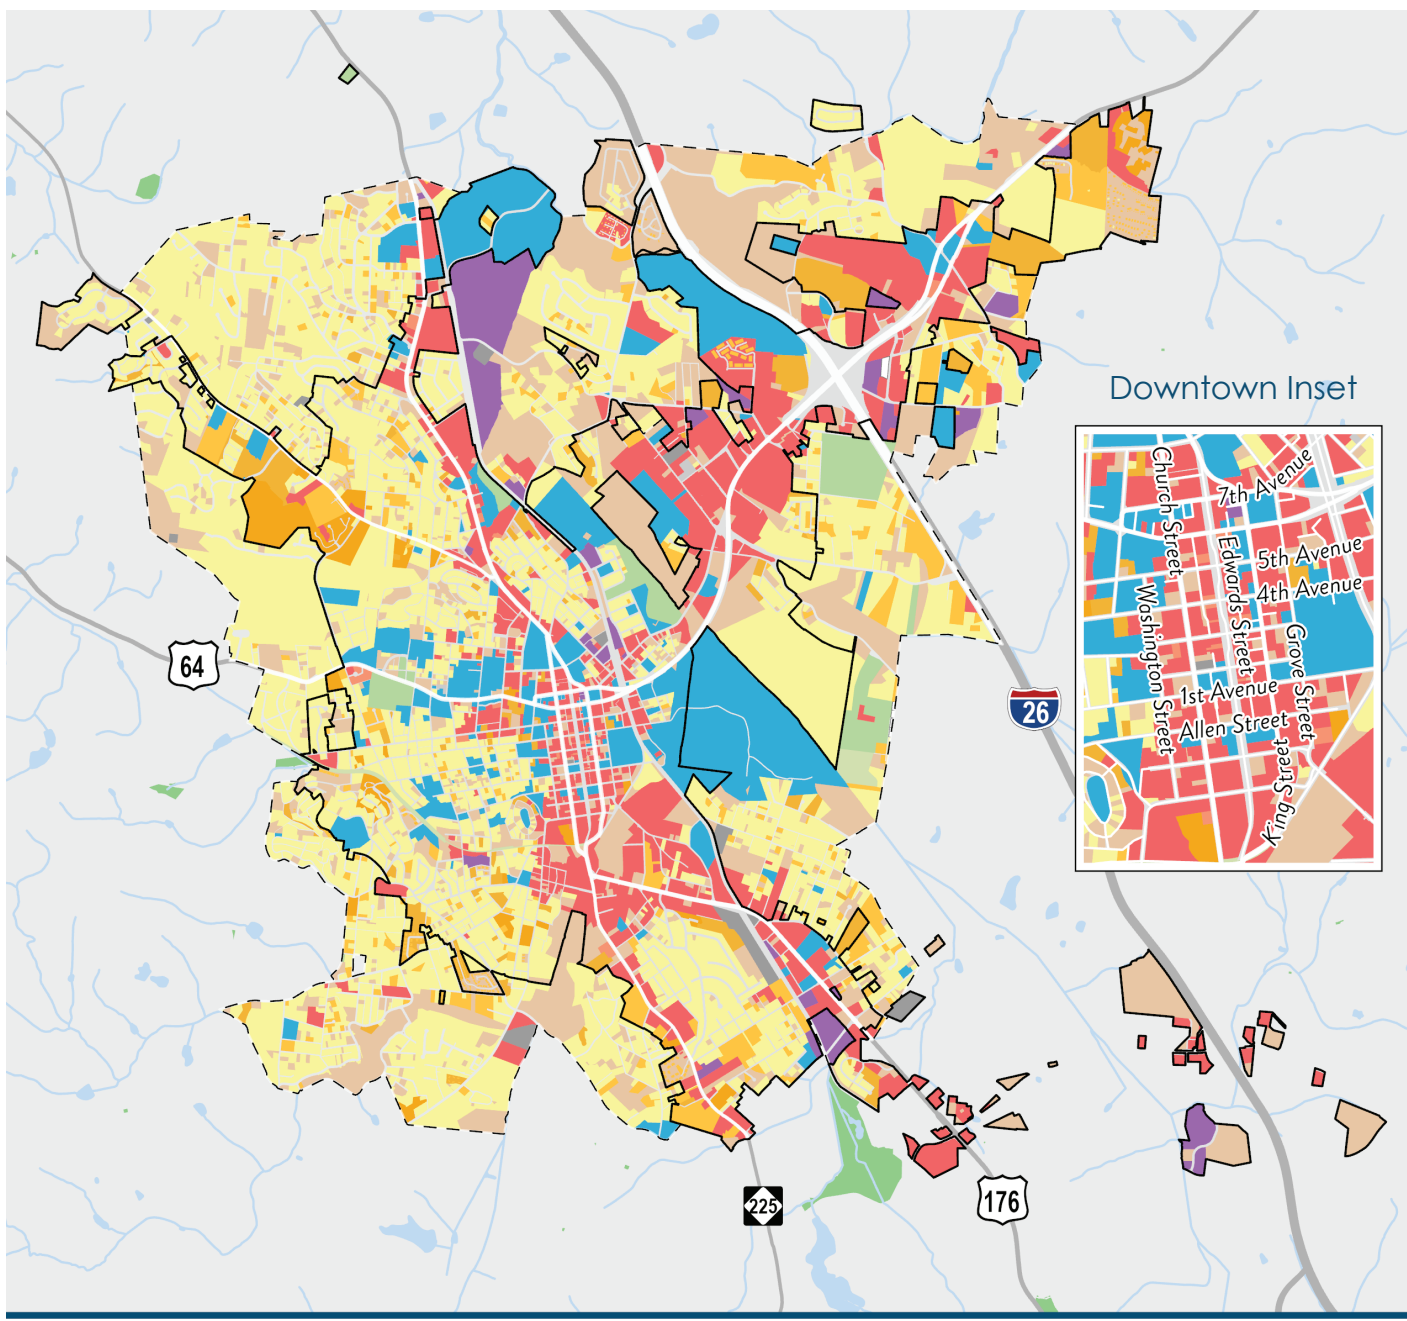 Downtown Inset
Church Street
7th Avenue
Edwards Street
5th Avenue
4th Avenue
Washington Street
Grove Street
1st Avenue
Allen Street
King Street
64
26
225
176